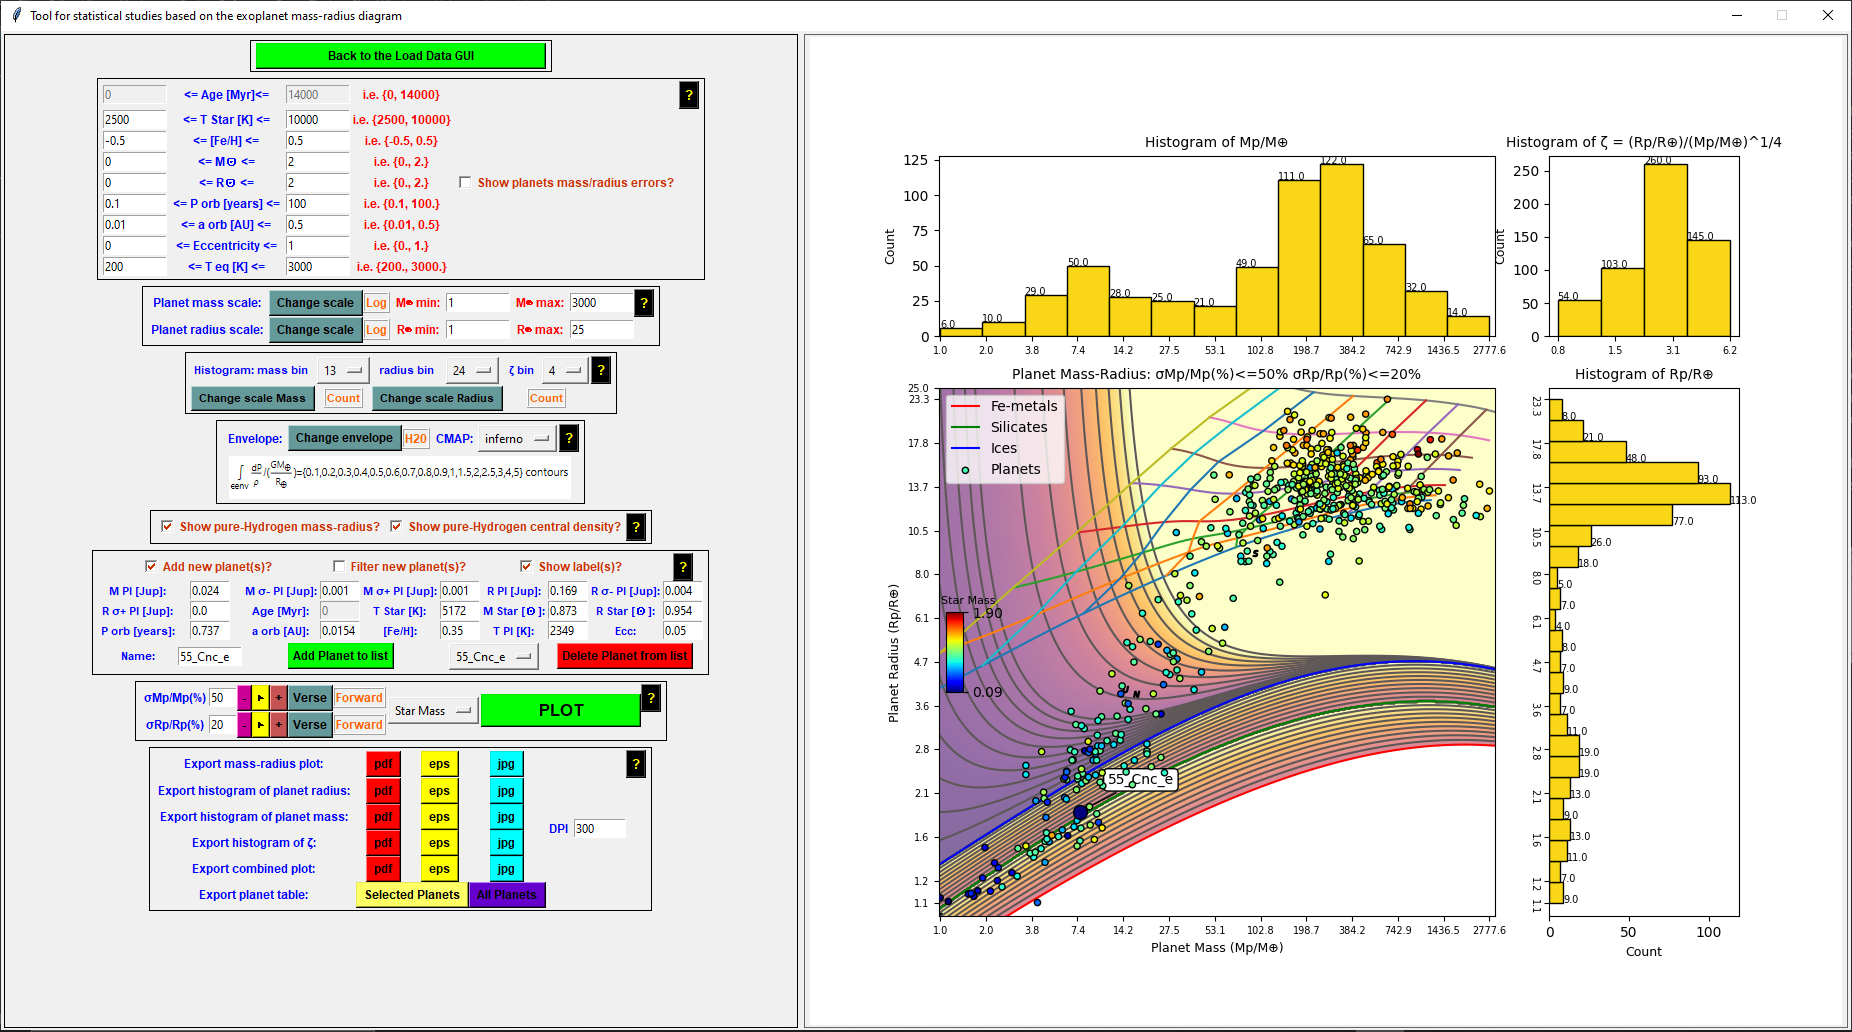 Tool for statistical studies based on the exoplanet mass-radius diagram
Back to the Load Data GUI
0 <= Age [Myr]<= 14000 i.e. {0, 14000} ?
2500 <= T Star [K] <= 10000 i.e. {2500, 10000}
-0.5 <= [Fe/H] <= 0.5 i.e. {-0.5, 0.5}
0 <= M⊙ <= 2 i.e. {0., 2.}
0 <= R⊙ <= 2 i.e. {0., 2.} Show planets mass/radius errors?
0.1 <= P orb [years] <= 100 i.e. {0.1, 100.}
0.01 <= a orb [AU] <= 0.5 i.e. {0.01, 0.5}
0 <= Eccentricity <= 1 i.e. {0., 1.}
200 <= T eq [K] <= 3000 i.e. {200., 3000.}
Planet mass scale: Change scale Log M⊕ min: 1 M⊕ max: 3000 ?
Planet radius scale: Change scale Log R⊕ min: 1 R⊕ max: 25
Histogram: mass bin 13 radius bin 24 ζ bin 4 ?
Change scale Mass Count Change scale Radius Count
Envelope: Change envelope H20 CMAP: inferno ?
∫env dP/ρ /(GM⊕/R⊕)={0.1,0.2,0.3,0.4,0.5,0.6,0.7,0.8,0.9,1,1.5,2,2.5,3,4,5} contours
Show pure-Hydrogen mass-radius? Show pure-Hydrogen central density? ?
Add new planet(s)? Filter new planet(s)? Show label(s)? ?
M Pl [Jup]: 0.024 M σ- Pl [Jup]: 0.001 M σ+ Pl [Jup]: 0.001 R Pl [Jup]: 0.169 R σ- Pl [Jup]: 0.004
R σ+ Pl [Jup]: 0.0 Age [Myr]: 0 T Star [K]: 5172 M Star [⊙]: 0.873 R Star [⊙]: 0.954
P orb [years]: 0.737 a orb [AU]: 0.0154 [Fe/H]: 0.35 T Pl [K]: 2349 Ecc: 0.05
Name: 55_Cnc_e Add Planet to list 55_Cnc_e Delete Planet from list
σMp/Mp(%) 50 - + Verse Forward Star Mass PLOT ?
σRp/Rp(%) 20 - + Verse Forward
Export mass-radius plot: pdf eps jpg ?
Export histogram of planet radius: pdf eps jpg
Export histogram of planet mass: pdf eps jpg
Export histogram of ζ: pdf eps jpg
DPI 300
Export combined plot: pdf eps jpg
Export planet table: Selected Planets All Planets
Histogram of Mp/M⊕
Count
125
100
75
50
25
0
6.0 10.0 29.0 50.0 28.0 25.0 21.0 49.0 111.0 122.0 65.0 32.0 14.0
1.0 2.0 3.8 7.4 14.2 27.5 53.1 102.8 198.7 384.2 742.9 1436.5 2777.6
Histogram of ζ = (Rp/R⊕)/(Mp/M⊕)^1/4
Count
250
200
150
100
50
0
54.0 103.0 260.0 145.0
0.8 1.5 3.1 6.2
Planet Mass-Radius: σMp/Mp(%)<=50% σRp/Rp(%)<=20%
Planet Radius (Rp/R⊕)
25.0
23.3
17.8
13.7
10.5
8.0
6.1
4.7
3.6
2.8
2.1
1.6
1.2
1.1
Fe-metals
Silicates
Ices
Planets
S
Star Mass
1.90
0.09
J N
55_Cnc_e
1.0 2.0 3.8 7.4 14.2 27.5 53.1 102.8 198.7 384.2 742.9 1436.5 2777.6
Planet Mass (Mp/M⊕)
Histogram of Rp/R⊕
23.3
17.8
13.7
10.5
8.0
6.1
4.7
3.6
2.8
2.1
1.6
1.2
1.1
8.0
21.0
48.0
93.0
113.0
77.0
26.0
18.0
5.0
7.0
4.0
8.0
7.0
9.0
7.0
11.0
19.0
19.0
13.0
9.0
13.0
11.0
7.0
9.0
0 50 100
Count